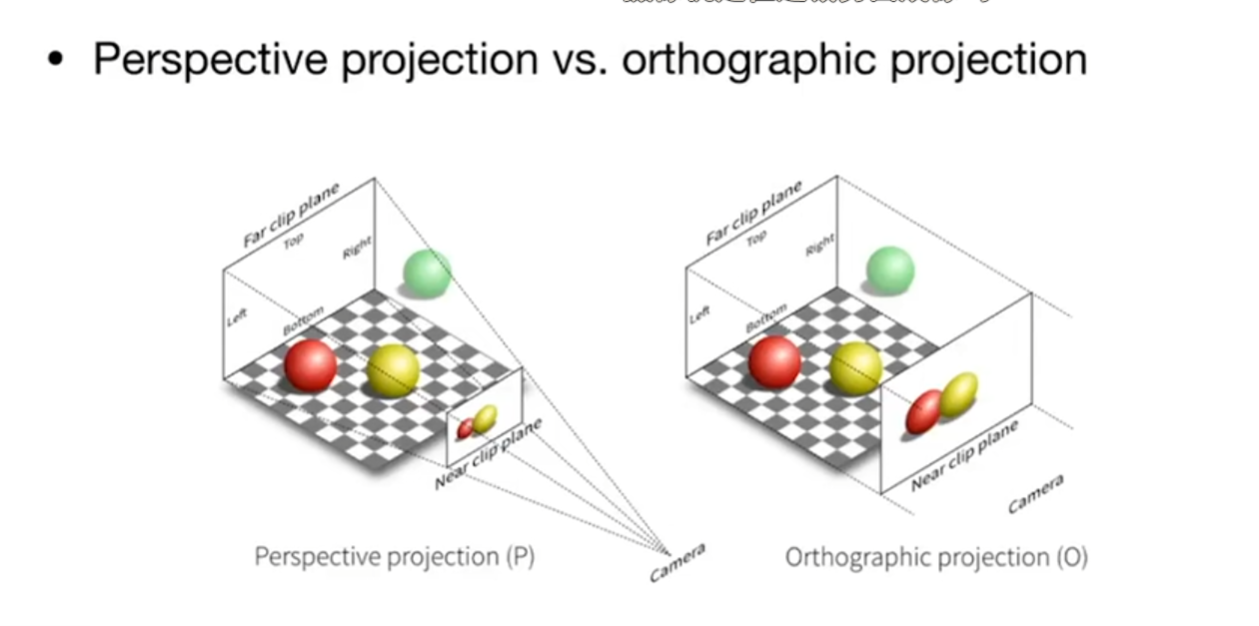 • Perspective projection vs. orthographic projection
Far clip plane
Top
Right
Left
Bottom
Near clip plane
Camera
Perspective projection (P)
Far clip plane
Top
Right
Left
Bottom
Near clip plane
Camera
Orthographic projection (O)